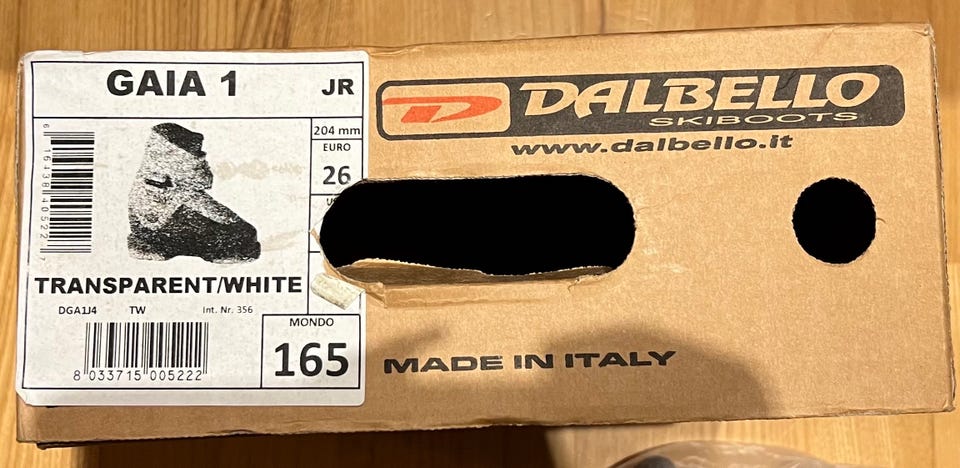 GAIA 1
JR
204 mm
EURO
26
TRANSPARENT/WHITE
DGA1J4 TW Int. Nr. 356
8 033715 005222
MONDO
165
DALBELLO
SKIBOOTS
www.dalbello.it
MADE IN ITALY